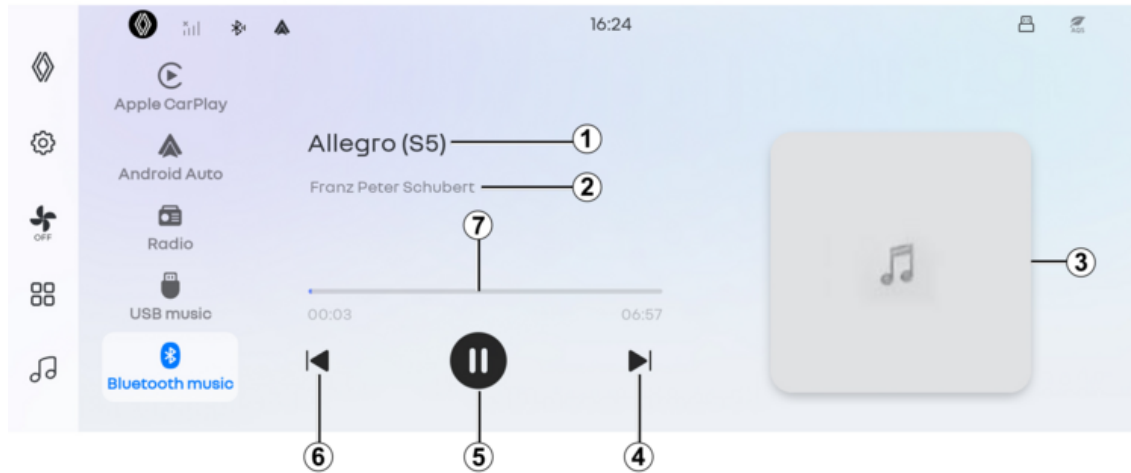 16:24
AQS
Apple CarPlay
Allegro (S5)
1
Android Auto
Franz Peter Schubert
2
OFF
Radio
7
3
USB music
00:03
06:57
Bluetooth music
6
5
4